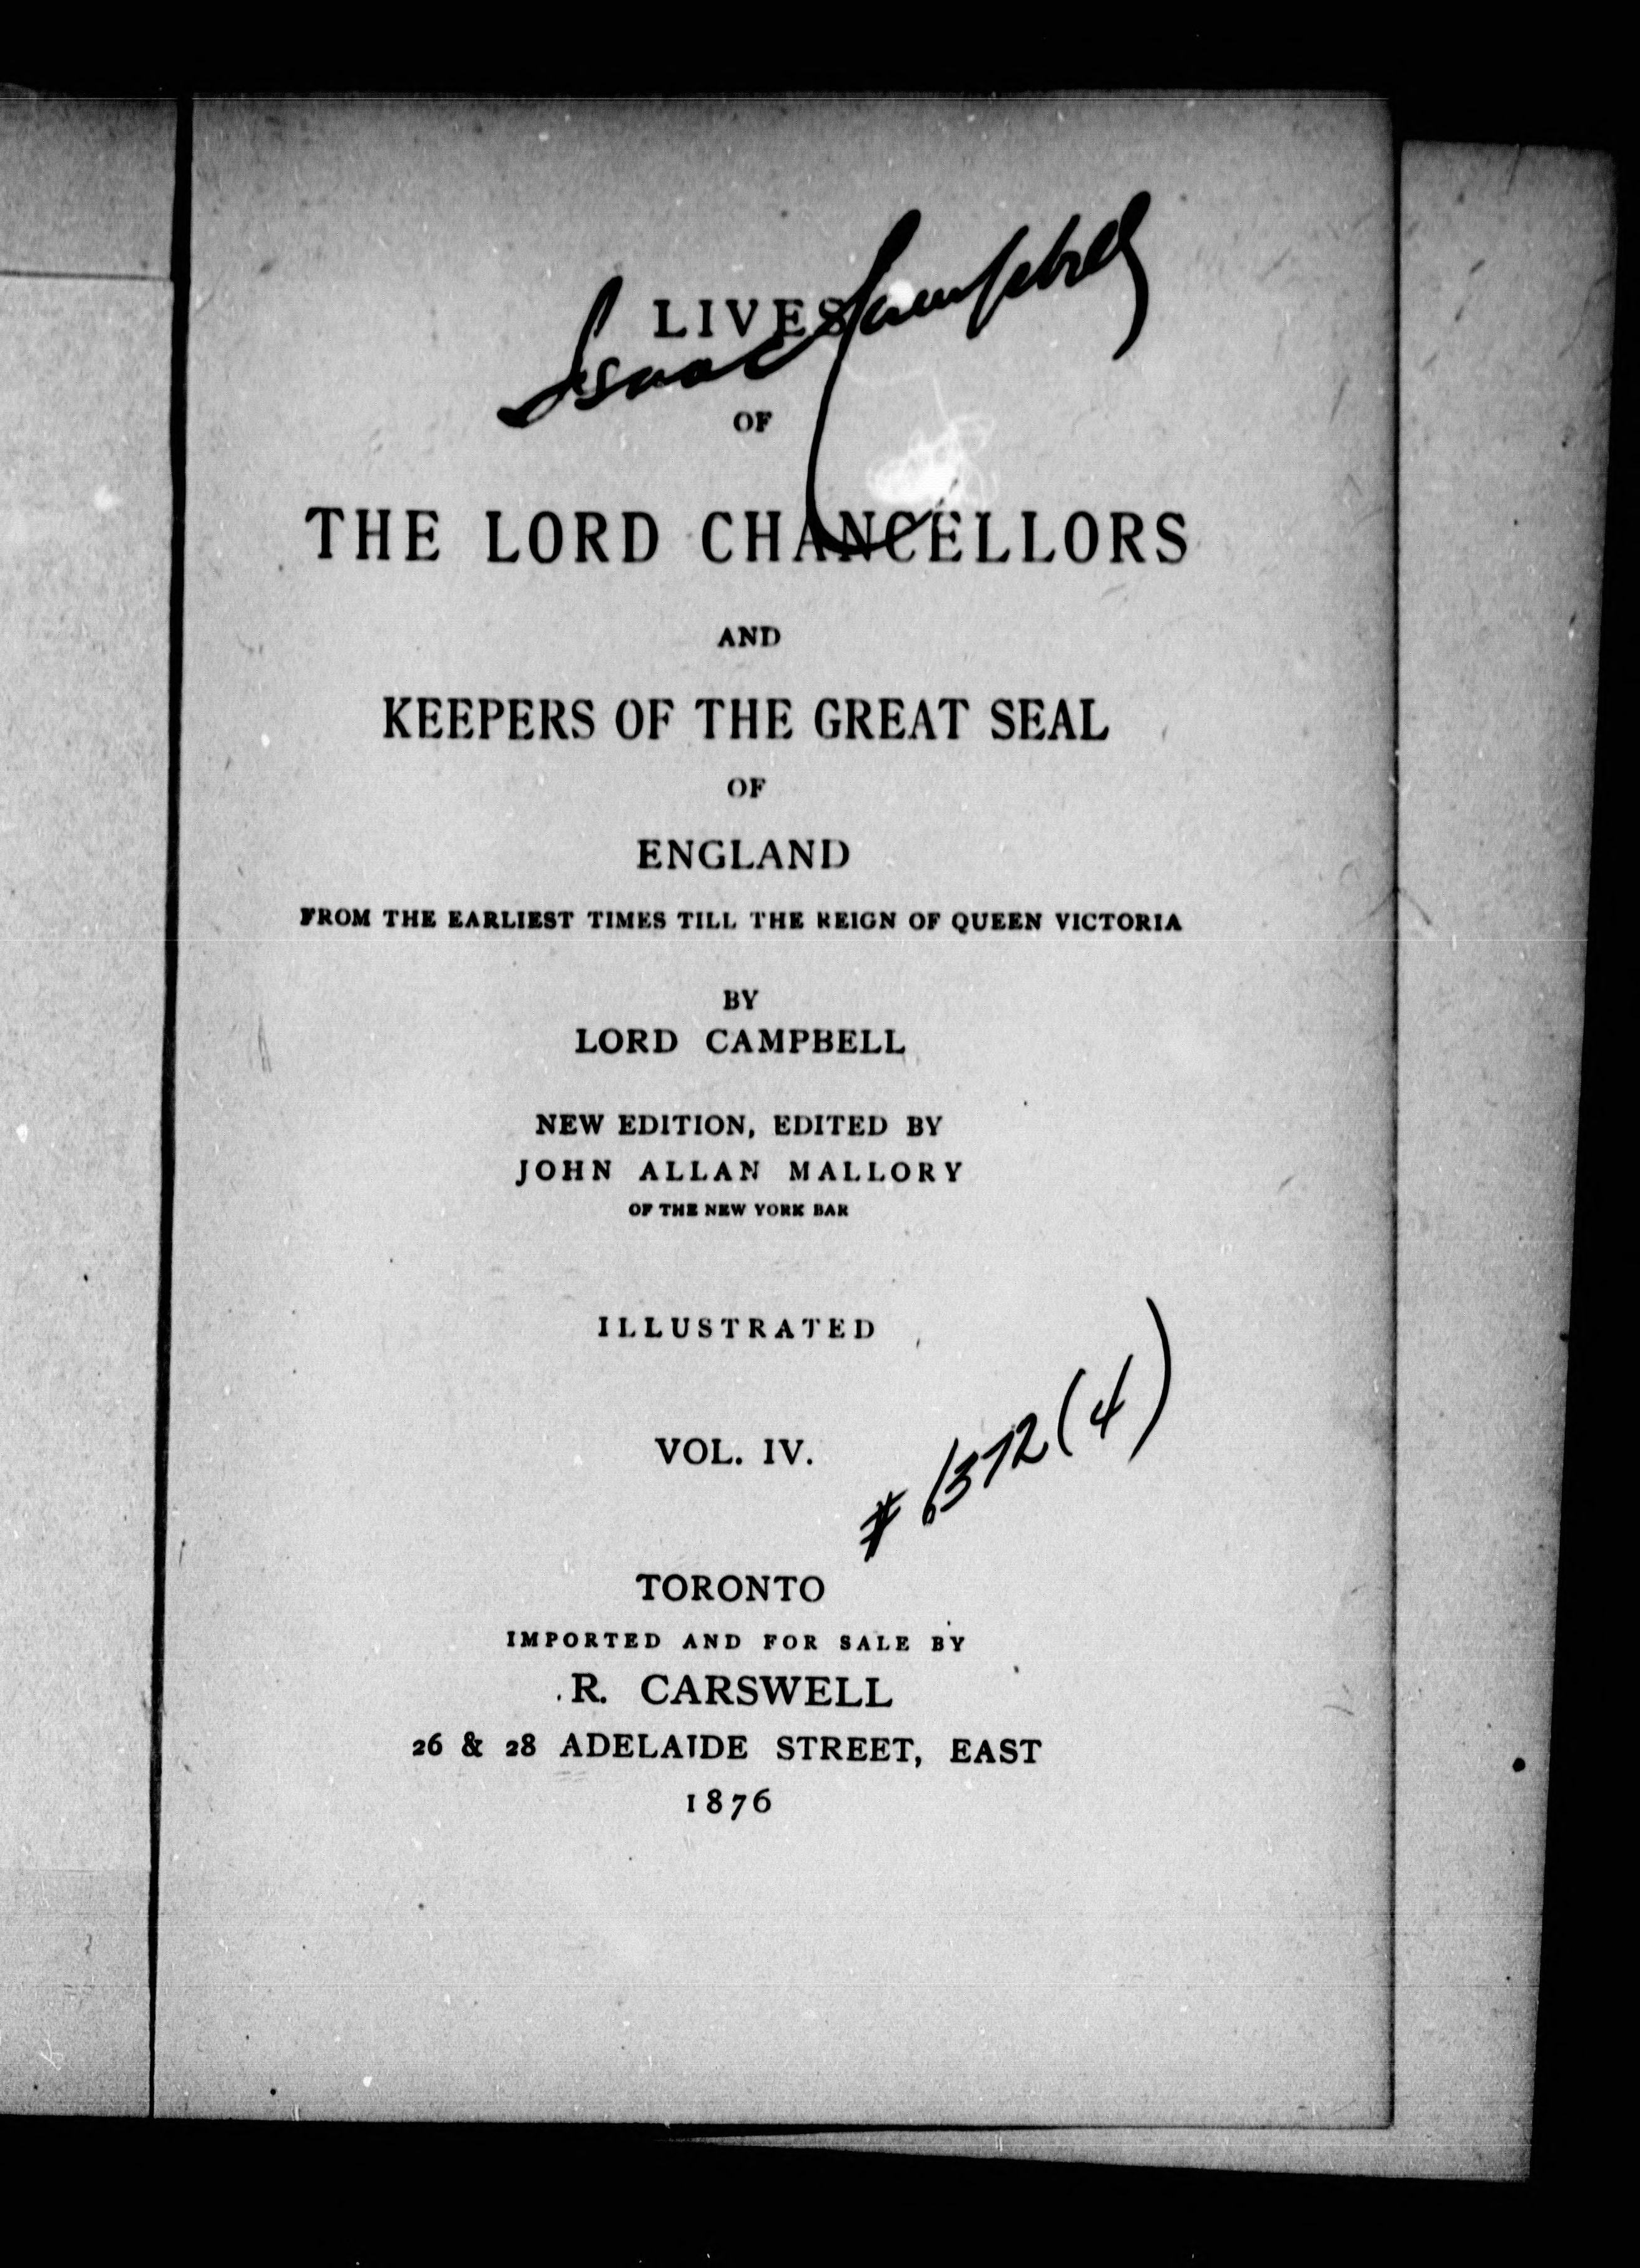 Isaac Campbell
LIVES
OF
THE LORD CHANCELLORS
AND
KEEPERS OF THE GREAT SEAL
OF
ENGLAND
FROM THE EARLIEST TIMES TILL THE REIGN OF QUEEN VICTORIA
BY
LORD CAMPBELL
NEW EDITION, EDITED BY
JOHN ALLAN MALLORY
OF THE NEW YORK BAR
ILLUSTRATED
VOL. IV.
# 1372(4)
TORONTO
IMPORTED AND FOR SALE BY
R. CARSWELL
26 & 28 ADELAIDE STREET, EAST
1876